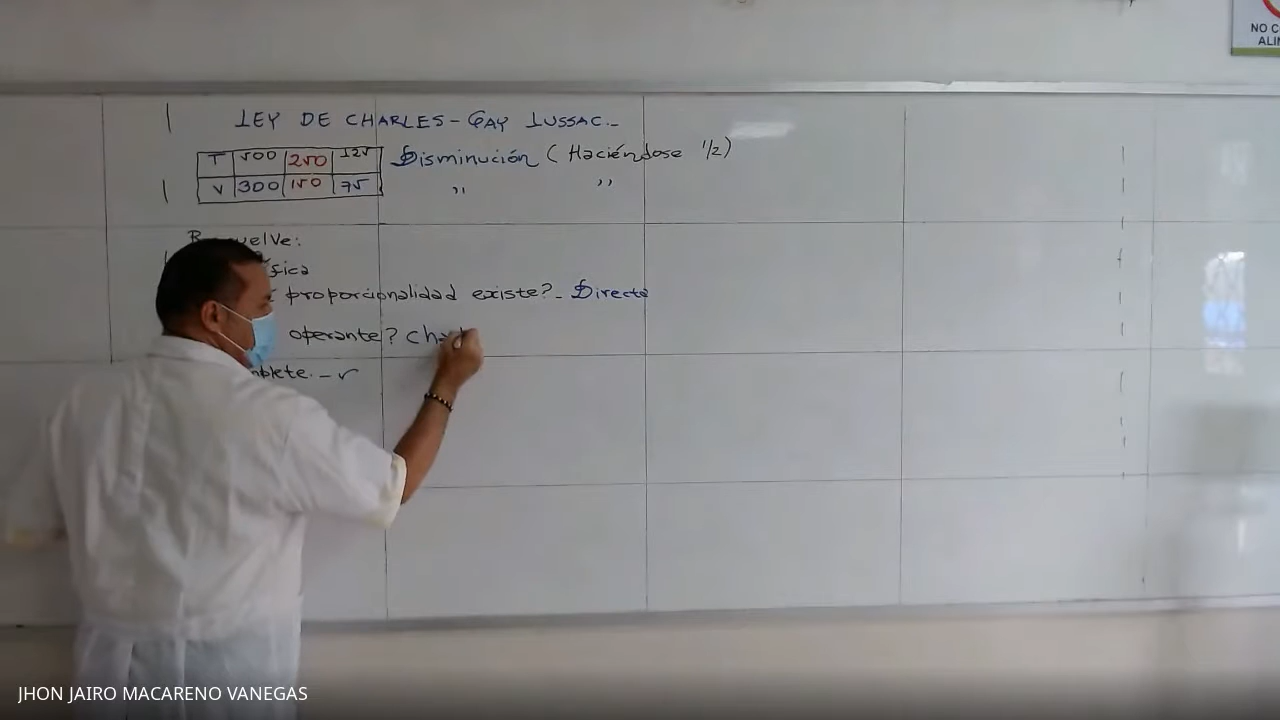 LEY DE CHARLES - GAY LUSSAC.-
T 500 250 125 Disminución (Haciéndose 1/2)
V 300 150 75 ,, ,,
proporcionalidad existe?- Directa
operante?
NO
JHON JAIRO MACARENO VANEGAS